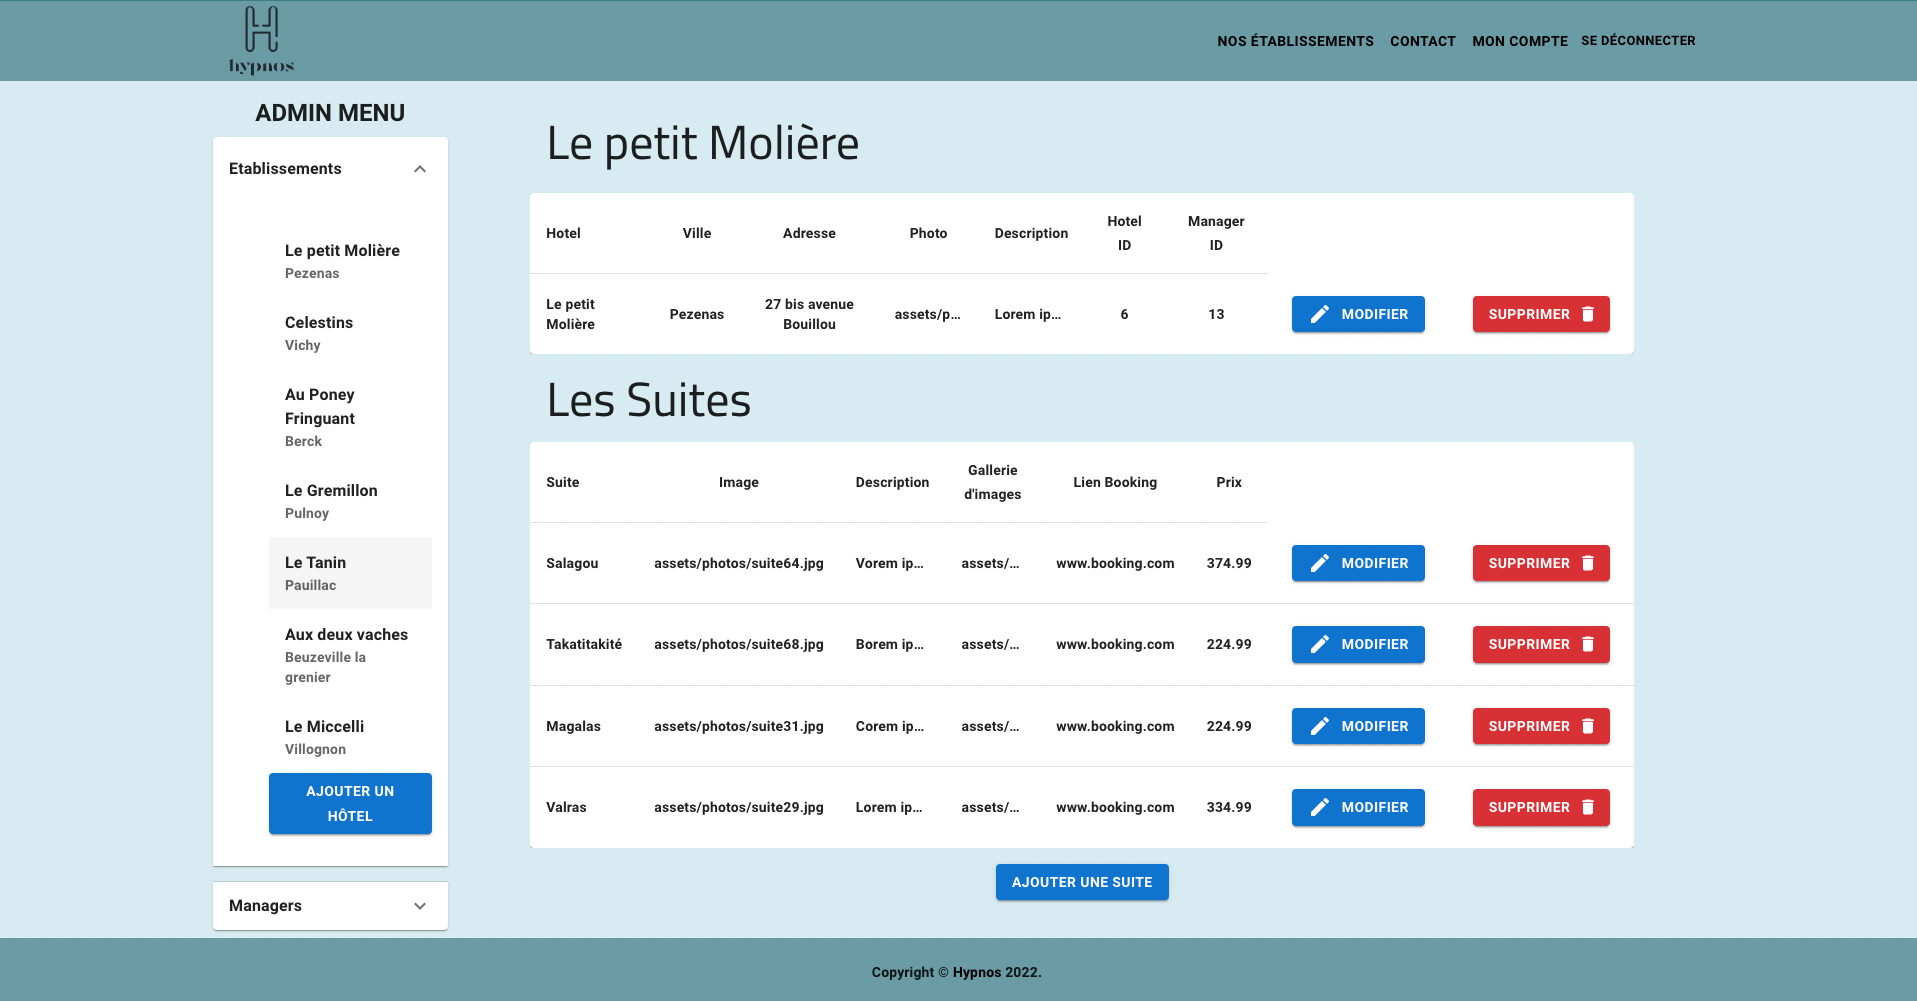 hypnos
NOS ÉTABLISSEMENTS CONTACT MON COMPTE SE DÉCONNECTER
ADMIN MENU
Etablissements
Le petit Molière
Pezenas
Celestins
Vichy
Au Poney
Fringuant
Berck
Le Gremillon
Pulnoy
Le Tanin
Pauillac
Aux deux vaches
Beuzeville la
grenier
Le Miccelli
Villognon
AJOUTER UN
HÔTEL
Managers
Le petit Molière
Hotel Ville Adresse Photo Description Hotel ID Manager ID
Le petit Molière Pezenas 27 bis avenue Bouillou assets/p... Lorem ip... 6 13 MODIFIER SUPPRIMER
Les Suites
Suite Image Description Gallerie d'images Lien Booking Prix
Salagou assets/photos/suite64.jpg Vorem ip... assets/... www.booking.com 374.99 MODIFIER SUPPRIMER
Takatitakité assets/photos/suite68.jpg Borem ip... assets/... www.booking.com 224.99 MODIFIER SUPPRIMER
Magalas assets/photos/suite31.jpg Corem ip... assets/... www.booking.com 224.99 MODIFIER SUPPRIMER
Valras assets/photos/suite29.jpg Lorem ip... assets/... www.booking.com 334.99 MODIFIER SUPPRIMER
AJOUTER UNE SUITE
Copyright © Hypnos 2022.